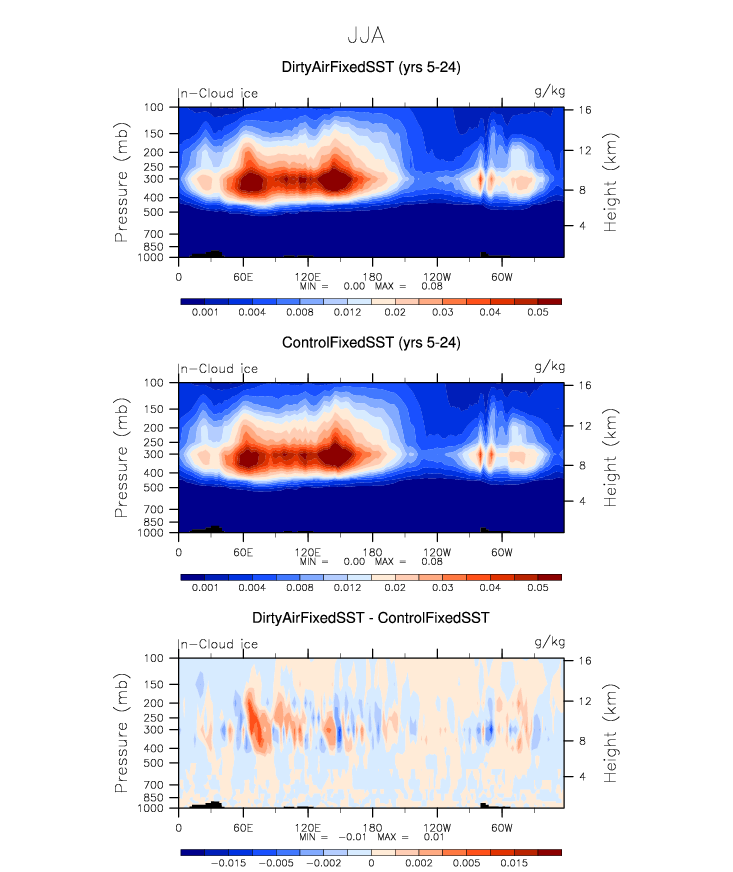 JJA
DirtyAirFixedSST (yrs 5-24)
In-Cloud ice g/kg
Pressure (mb)
100
150
200
250
300
400
500
700
850
1000
16
12
8
4
Height (km)
0 60E 120E 180 120W 60W
MIN = 0.00 MAX = 0.08
0.001 0.004 0.008 0.012 0.02 0.03 0.04 0.05
ControlFixedSST (yrs 5-24)
In-Cloud ice g/kg
Pressure (mb)
100
150
200
250
300
400
500
700
850
1000
16
12
8
4
Height (km)
0 60E 120E 180 120W 60W
MIN = 0.00 MAX = 0.08
0.001 0.004 0.008 0.012 0.02 0.03 0.04 0.05
DirtyAirFixedSST - ControlFixedSST
In-Cloud ice g/kg
Pressure (mb)
100
150
200
250
300
400
500
700
850
1000
16
12
8
4
Height (km)
0 60E 120E 180 120W 60W
MIN = -0.01 MAX = 0.01
-0.015 -0.005 -0.002 0 0.002 0.005 0.015